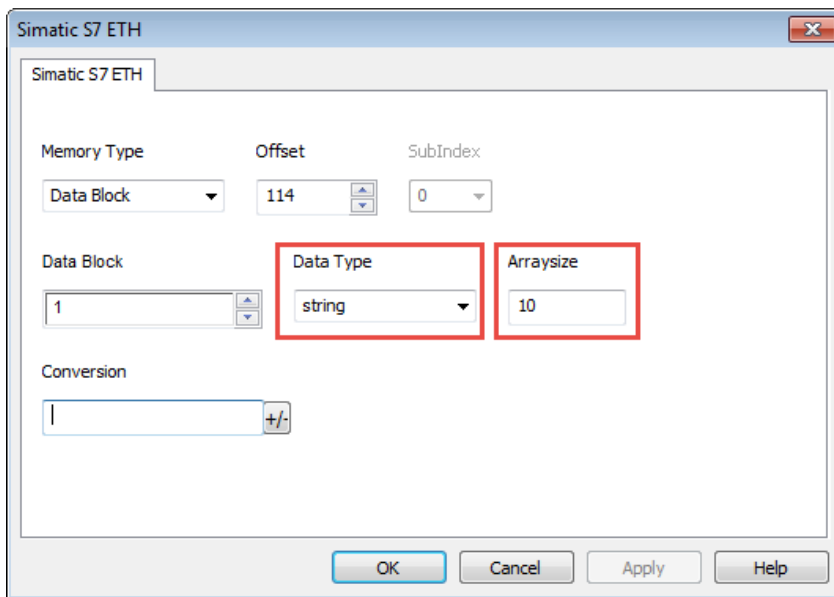 Simatic S7 ETH
Simatic S7 ETH
Memory Type Offset SubIndex
Data Block 114 0
Data Block Data Type Arraysize
1 string 10
Conversion
+/-
OK Cancel Apply Help